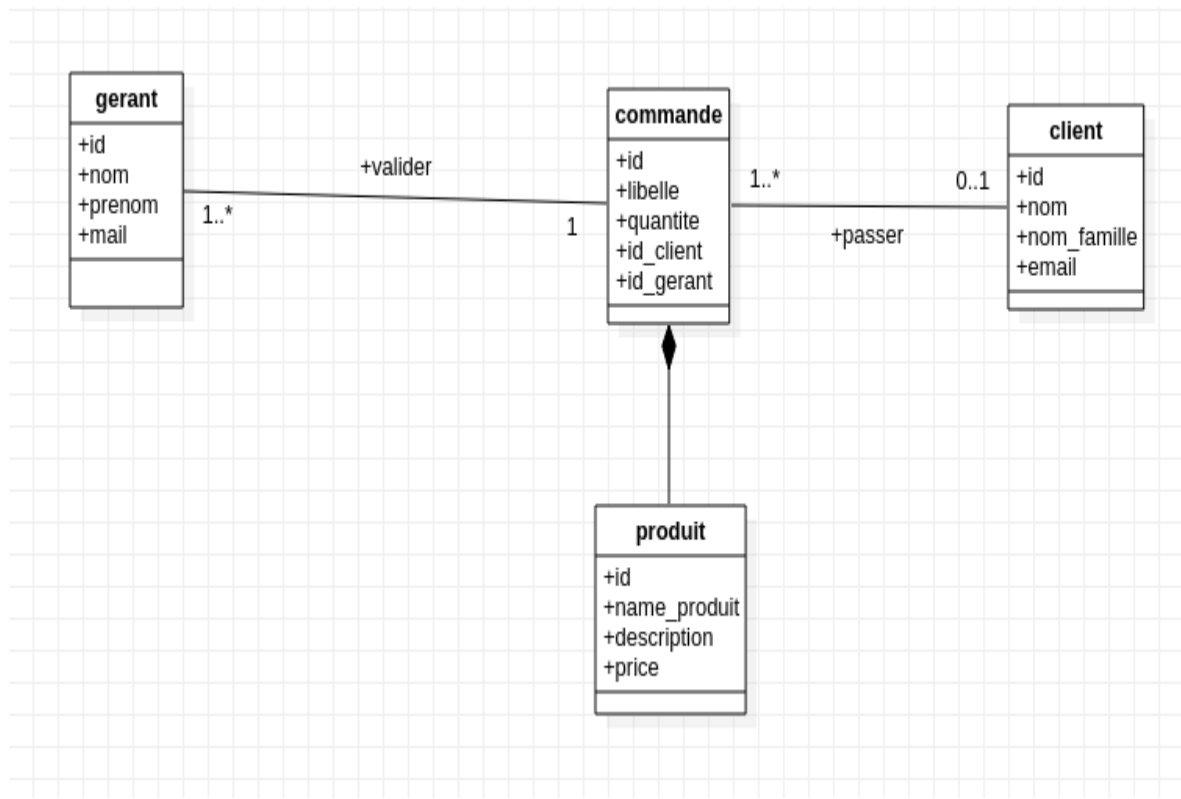 gerant
+id
+nom
+prenom
+mail
+valider
1..*
1
commande
+id
+libelle
+quantite
+id_client
+id_gerant
1..*
0..1
+passer
client
+id
+nom
+nom_famille
+email
produit
+id
+name_produit
+description
+price